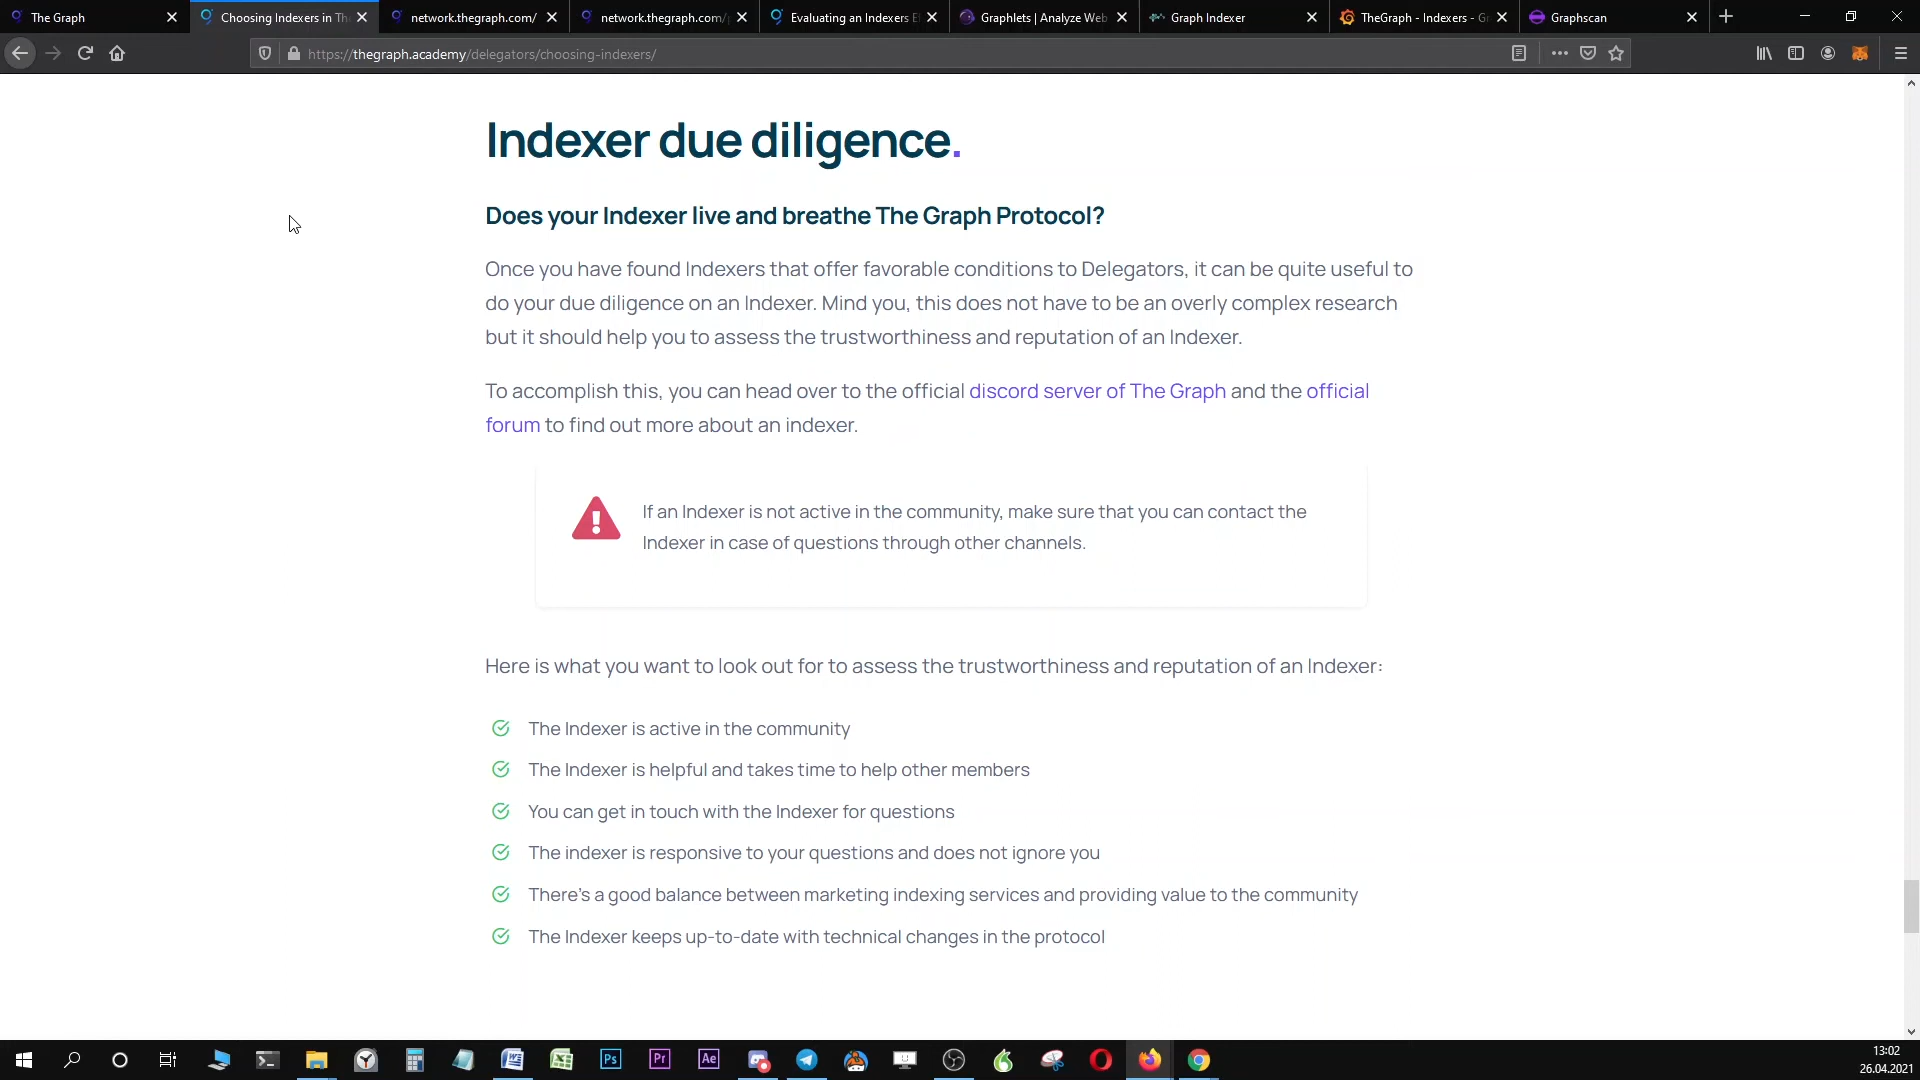 The Graph
Choosing Indexers in Th
network.thegraph.com/
network.thegraph.com/
Evaluating an Indexers E
Graphlets | Analyze Web
Graph Indexer
TheGraph - Indexers - G
Graphscan
https://thegraph.academy/delegators/choosing-indexers/
Indexer due diligence.
Does your Indexer live and breathe The Graph Protocol?
Once you have found Indexers that offer favorable conditions to Delegators, it can be quite useful to
do your due diligence on an Indexer. Mind you, this does not have to be an overly complex research
but it should help you to assess the trustworthiness and reputation of an Indexer.
To accomplish this, you can head over to the official discord server of The Graph and the official
forum to find out more about an indexer.
If an Indexer is not active in the community, make sure that you can contact the
Indexer in case of questions through other channels.
Here is what you want to look out for to assess the trustworthiness and reputation of an Indexer:
The Indexer is active in the community
The Indexer is helpful and takes time to help other members
You can get in touch with the Indexer for questions
The indexer is responsive to your questions and does not ignore you
There's a good balance between marketing indexing services and providing value to the community
The Indexer keeps up-to-date with technical changes in the protocol
Ps
Pr
Ae
13:02
26.04.2021